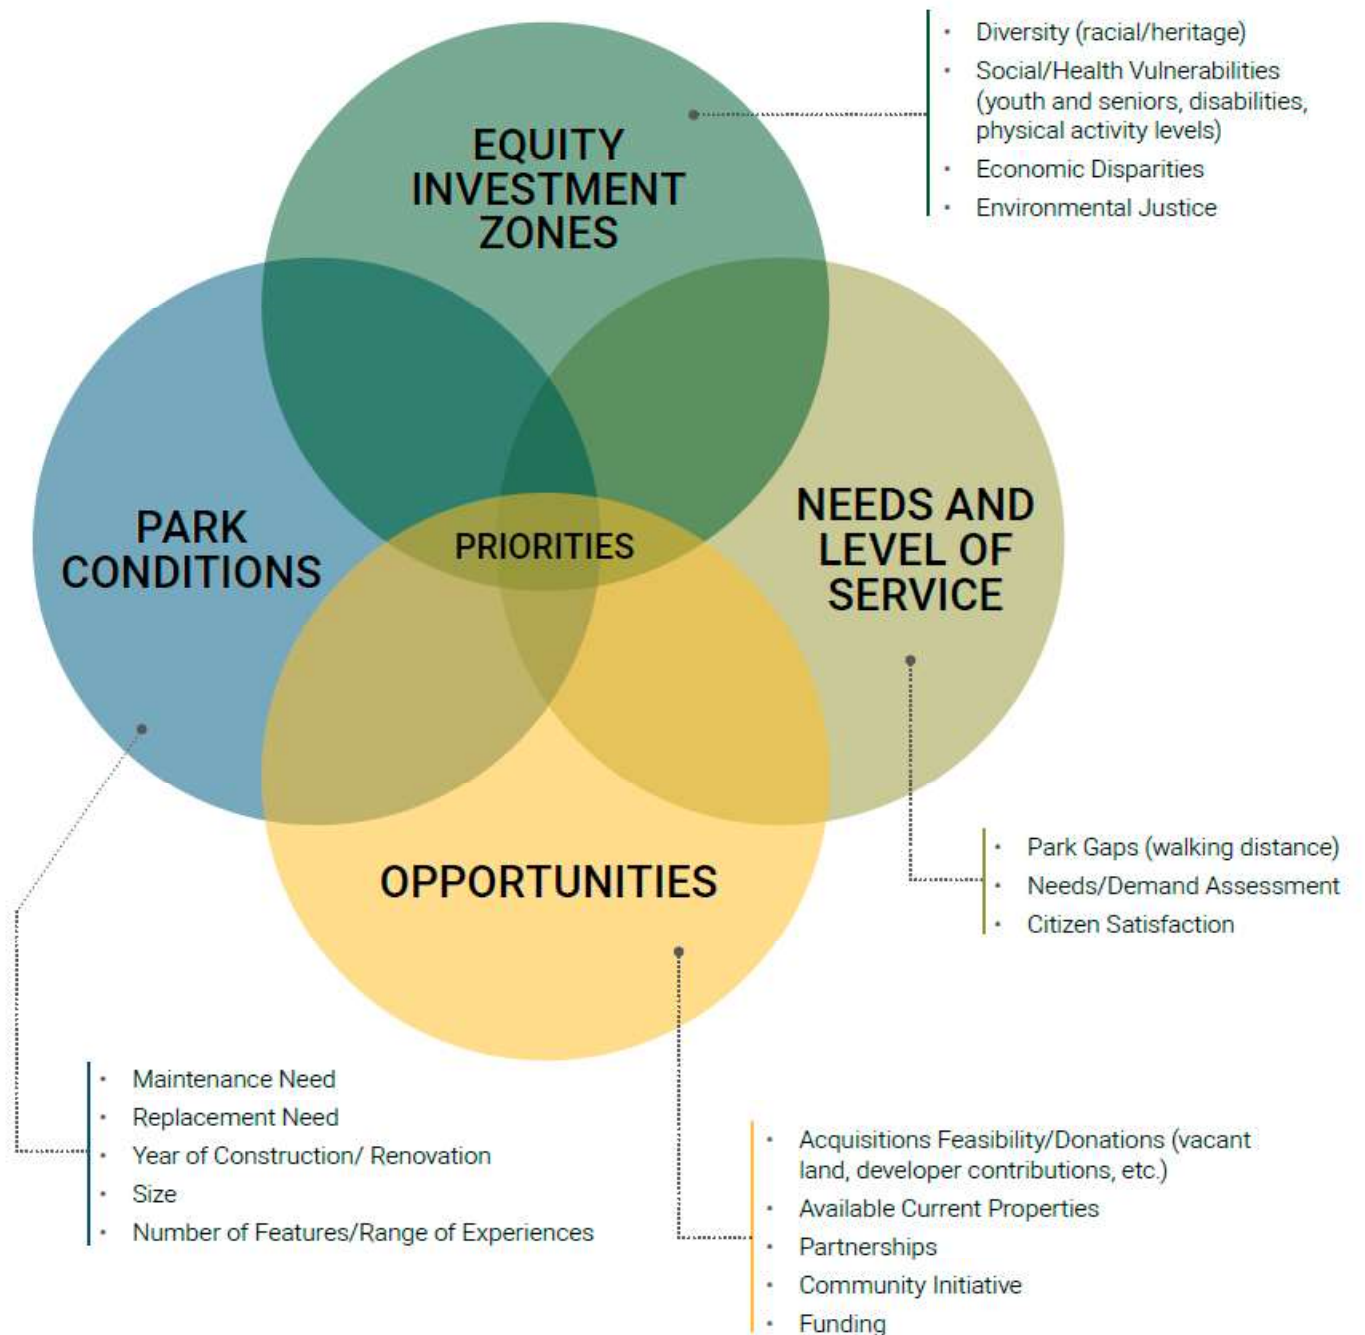 • Diversity (racial/heritage)
• Social/Health Vulnerabilities
(youth and seniors, disabilities,
physical activity levels)
• Economic Disparities
• Environmental Justice
EQUITY
INVESTMENT
ZONES
PARK
CONDITIONS
PRIORITIES
NEEDS AND
LEVEL OF
SERVICE
OPPORTUNITIES
• Park Gaps (walking distance)
• Needs/Demand Assessment
• Citizen Satisfaction
• Maintenance Need
• Replacement Need
• Year of Construction/ Renovation
• Size
• Number of Features/Range of Experiences
• Acquisitions Feasibility/Donations (vacant
land, developer contributions, etc.)
• Available Current Properties
• Partnerships
• Community Initiative
• Funding